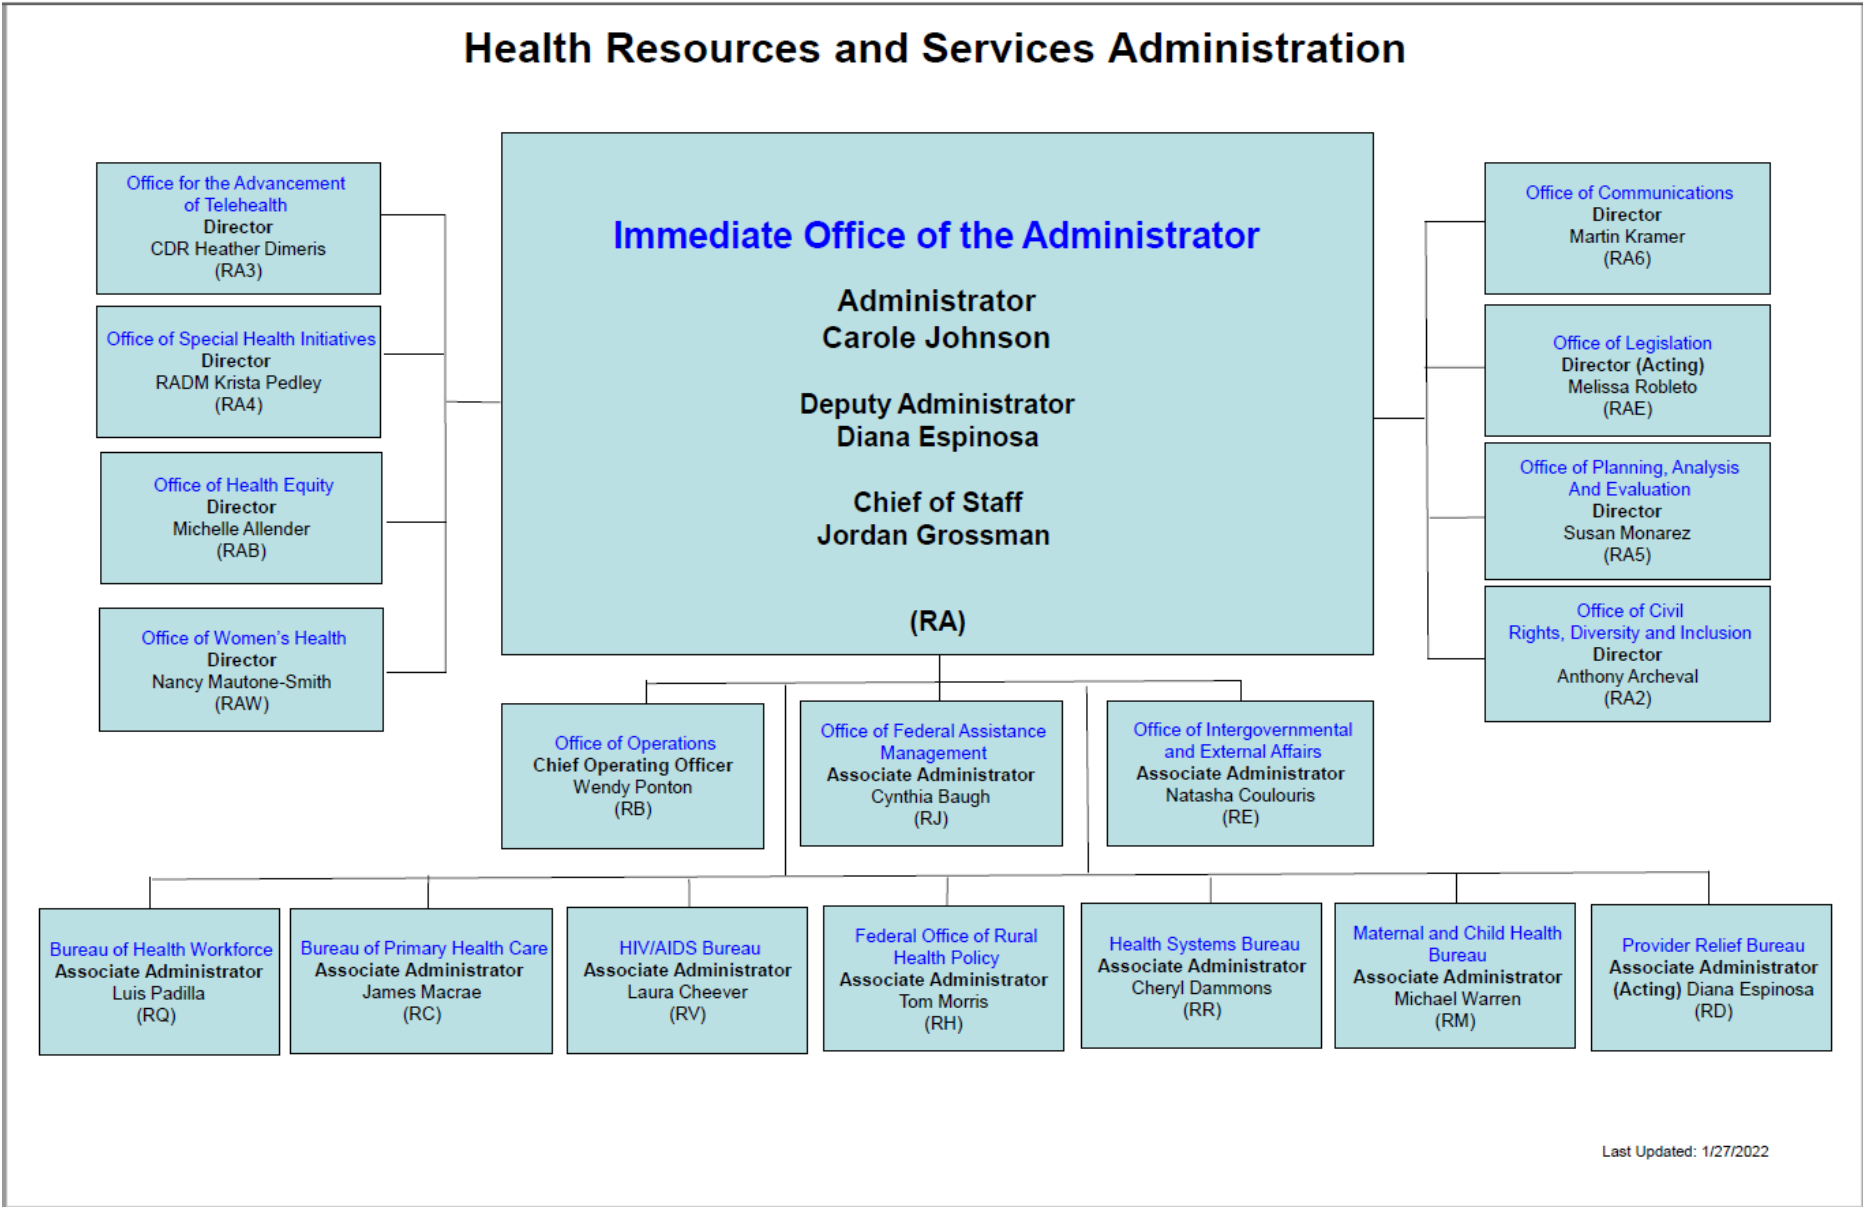 Health Resources and Services Administration
Immediate Office of the Administrator
Administrator
Carole Johnson
Deputy Administrator
Diana Espinosa
Chief of Staff
Jordan Grossman
(RA)
Office for the Advancement
of Telehealth
Director
CDR Heather Dimeris
(RA3)
Office of Special Health Initiatives
Director
RADM Krista Pedley
(RA4)
Office of Health Equity
Director
Michelle Allender
(RAB)
Office of Women's Health
Director
Nancy Mautone-Smith
(RAW)
Office of Communications
Director
Martin Kramer
(RA6)
Office of Legislation
Director (Acting)
Melissa Robleto
(RAE)
Office of Planning, Analysis
And Evaluation
Director
Susan Monarez
(RA5)
Office of Civil
Rights, Diversity and Inclusion
Director
Anthony Archeval
(RA2)
Office of Operations
Chief Operating Officer
Wendy Ponton
(RB)
Office of Federal Assistance
Management
Associate Administrator
Cynthia Baugh
(RJ)
Office of Intergovernmental
and External Affairs
Associate Administrator
Natasha Coulouris
(RE)
Bureau of Health Workforce
Associate Administrator
Luis Padilla
(RQ)
Bureau of Primary Health Care
Associate Administrator
James Macrae
(RC)
HIV/AIDS Bureau
Associate Administrator
Laura Cheever
(RV)
Federal Office of Rural
Health Policy
Associate Administrator
Tom Morris
(RH)
Health Systems Bureau
Associate Administrator
Cheryl Dammons
(RR)
Maternal and Child Health
Bureau
Associate Administrator
Michael Warren
(RM)
Provider Relief Bureau
Associate Administrator
(Acting) Diana Espinosa
(RD)
Last Updated: 1/27/2022